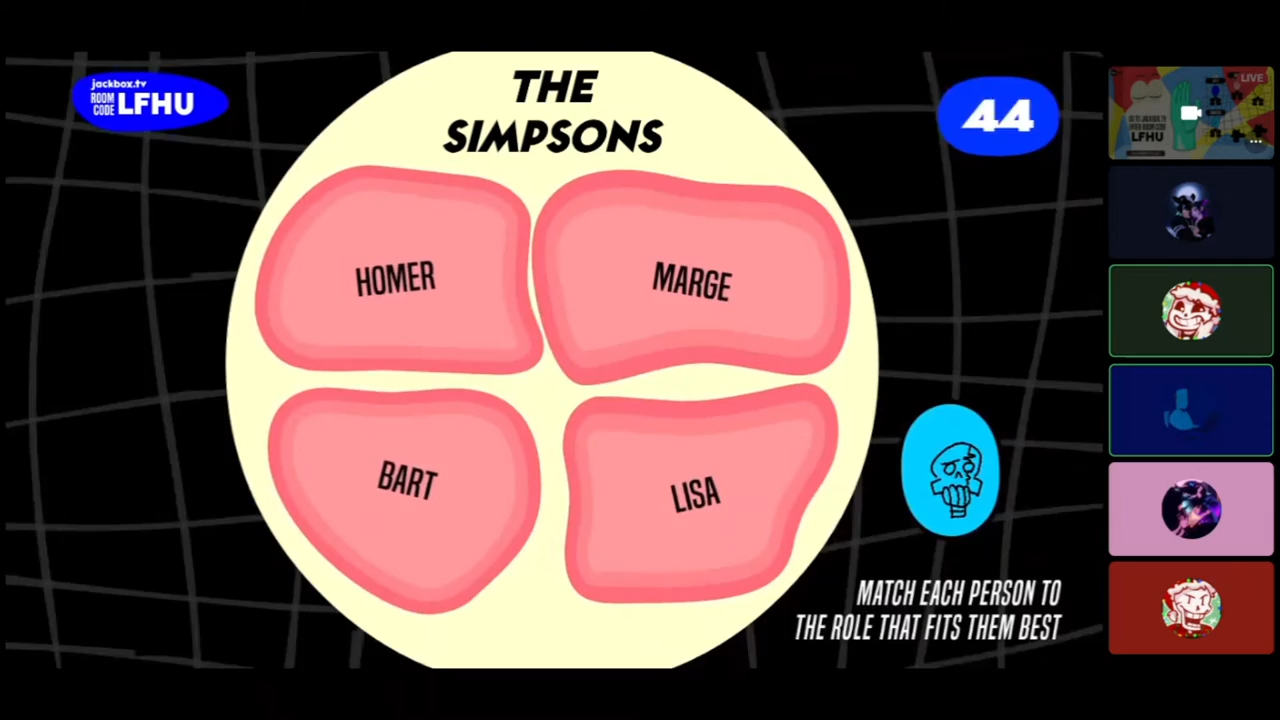 jackbox.tv
ROOM
CODE
LFHU
THE
SIMPSONS
44
HOMER
MARGE
BART
LISA
MATCH EACH PERSON TO
THE ROLE THAT FITS THEM BEST
LIVE
LFHU